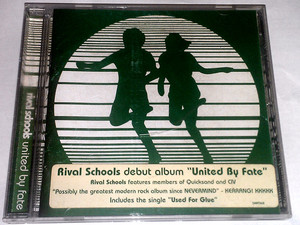 rival schools united by fate
Rival Schools debut album "United By Fate"
Rival Schools features members of Quicksand and CIV
"Possibly the greatest modern rock album since NEVERMIND" - KERRANG! KKKKK
Includes the single "Used For Glue"